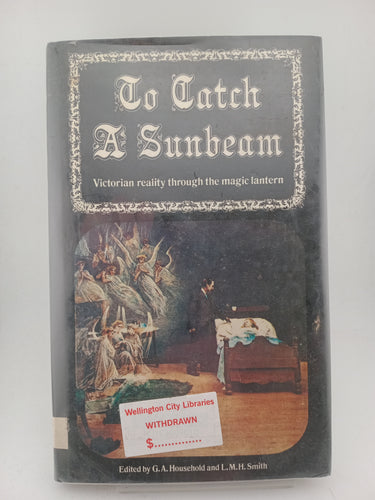 To Catch
A Sunbeam
Victorian reality through the magic lantern
Wellington City Libraries
WITHDRAWN
$..............
Edited by G. A. Household and L. M. H. Smith